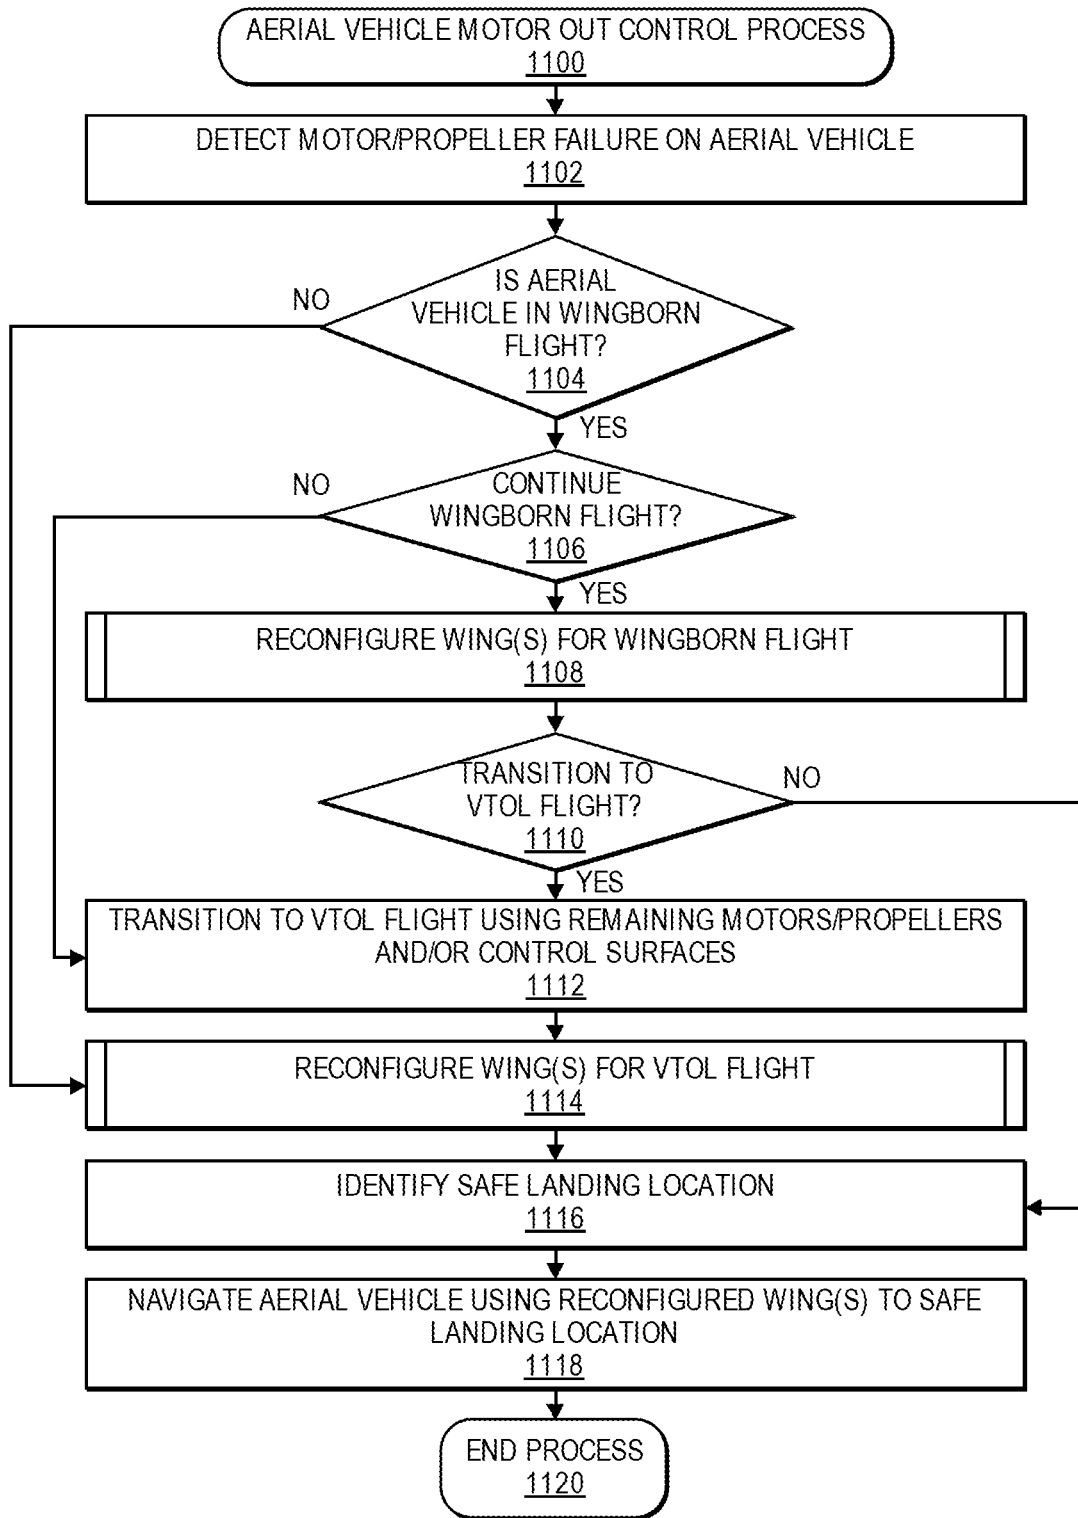 AERIAL VEHICLE MOTOR OUT CONTROL PROCESS
1100
DETECT MOTOR/PROPELLER FAILURE ON AERIAL VEHICLE
1102
IS AERIAL
VEHICLE IN WINGBORN
FLIGHT?
1104
NO
YES
CONTINUE
WINGBORN FLIGHT?
1106
NO
YES
RECONFIGURE WING(S) FOR WINGBORN FLIGHT
1108
TRANSITION TO
VTOL FLIGHT?
1110
NO
YES
TRANSITION TO VTOL FLIGHT USING REMAINING MOTORS/PROPELLERS
AND/OR CONTROL SURFACES
1112
RECONFIGURE WING(S) FOR VTOL FLIGHT
1114
IDENTIFY SAFE LANDING LOCATION
1116
NAVIGATE AERIAL VEHICLE USING RECONFIGURED WING(S) TO SAFE
LANDING LOCATION
1118
END PROCESS
1120